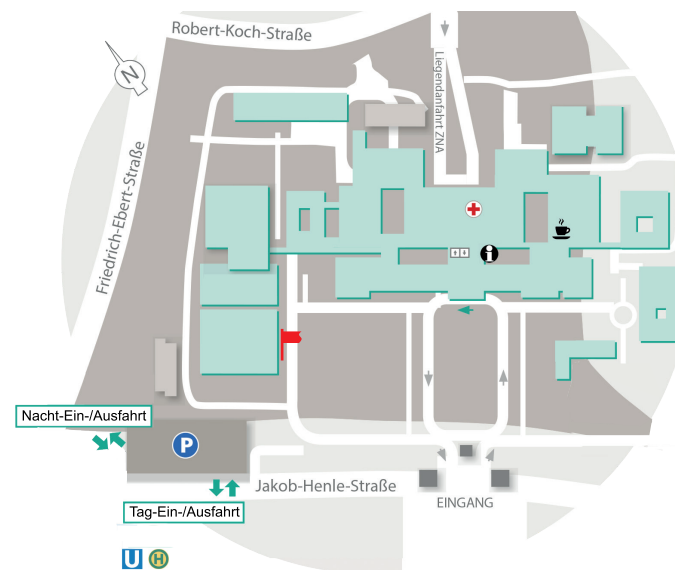 Robert-Koch-Straße
Liegendanfahrt ZNA
N
Friedrich-Ebert-Straße
i
Nacht-Ein-/Ausfahrt
P
Jakob-Henle-Straße
EINGANG
Tag-Ein-/Ausfahrt
U H